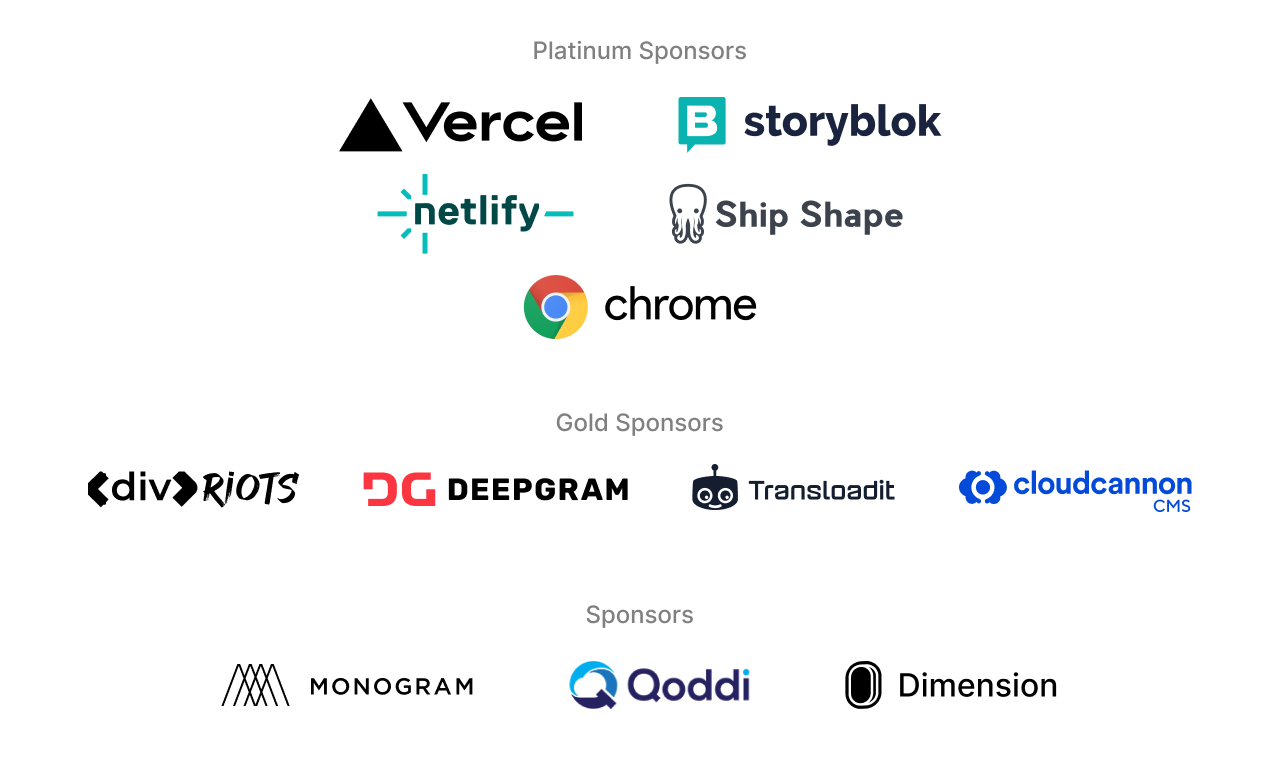 Platinum Sponsors
Vercel
storyblok
netlify
Ship Shape
chrome
Gold Sponsors
<div>RiOTS
DG DEEPGRAM
Transloadit
cloudcannon
CMS
Sponsors
MONOGRAM
Qoddi
Dimension